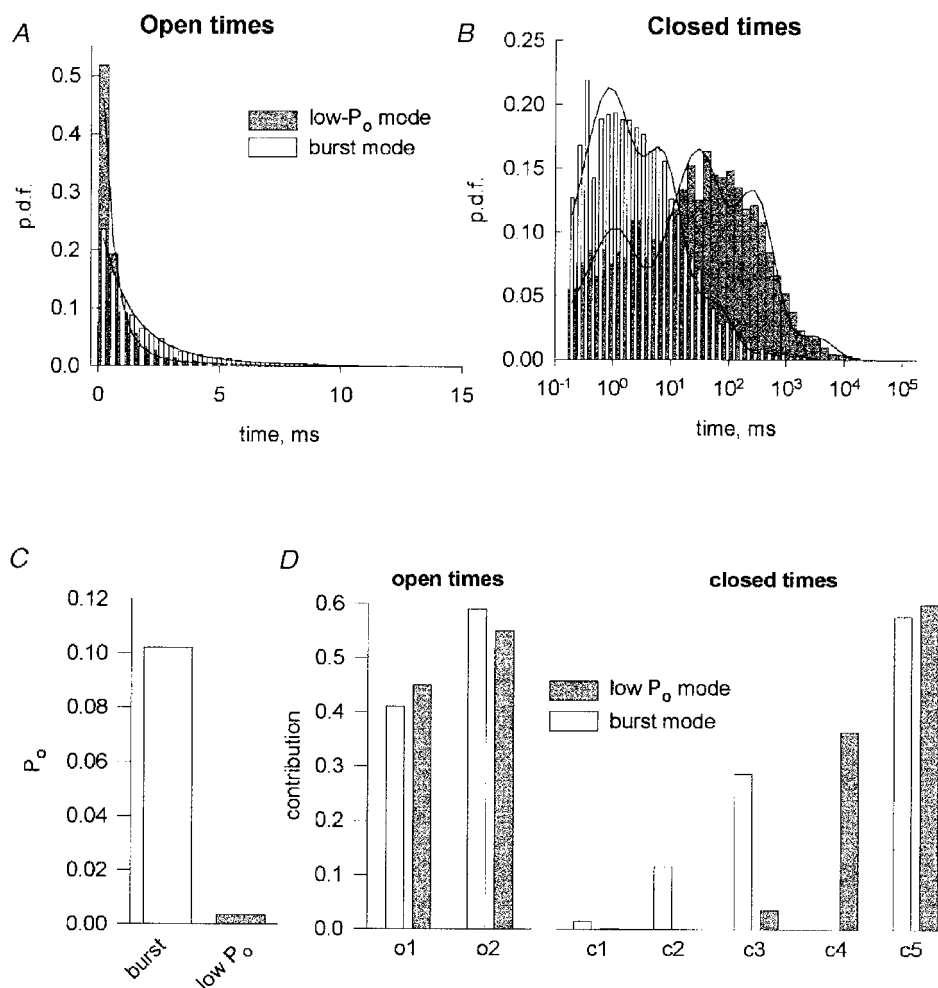 A
Open times
p.d.f.
0.5
0.4
0.3
0.2
0.1
0.0
low-Po mode
burst mode
0 5 10 15
time, ms
B
Closed times
p.d.f.
0.25
0.20
0.15
0.10
0.05
0.00
10-1 100 101 102 103 104 105
time, ms
C
Po
0.12
0.10
0.08
0.06
0.04
0.02
0.00
burst
low Po
D
open times
closed times
contribution
0.6
0.5
0.4
0.3
0.2
0.1
0.0
low Po mode
burst mode
o1 o2 c1 c2 c3 c4 c5